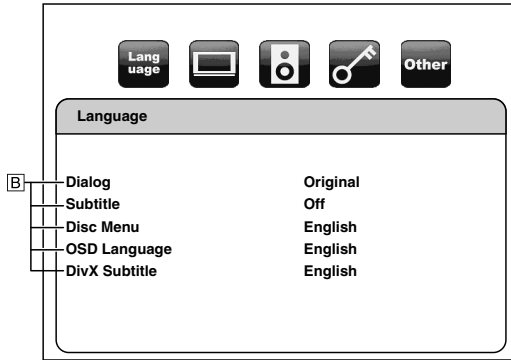 Lang
uage
Other
Language
B
Dialog Original
Subtitle Off
Disc Menu English
OSD Language English
DivX Subtitle English